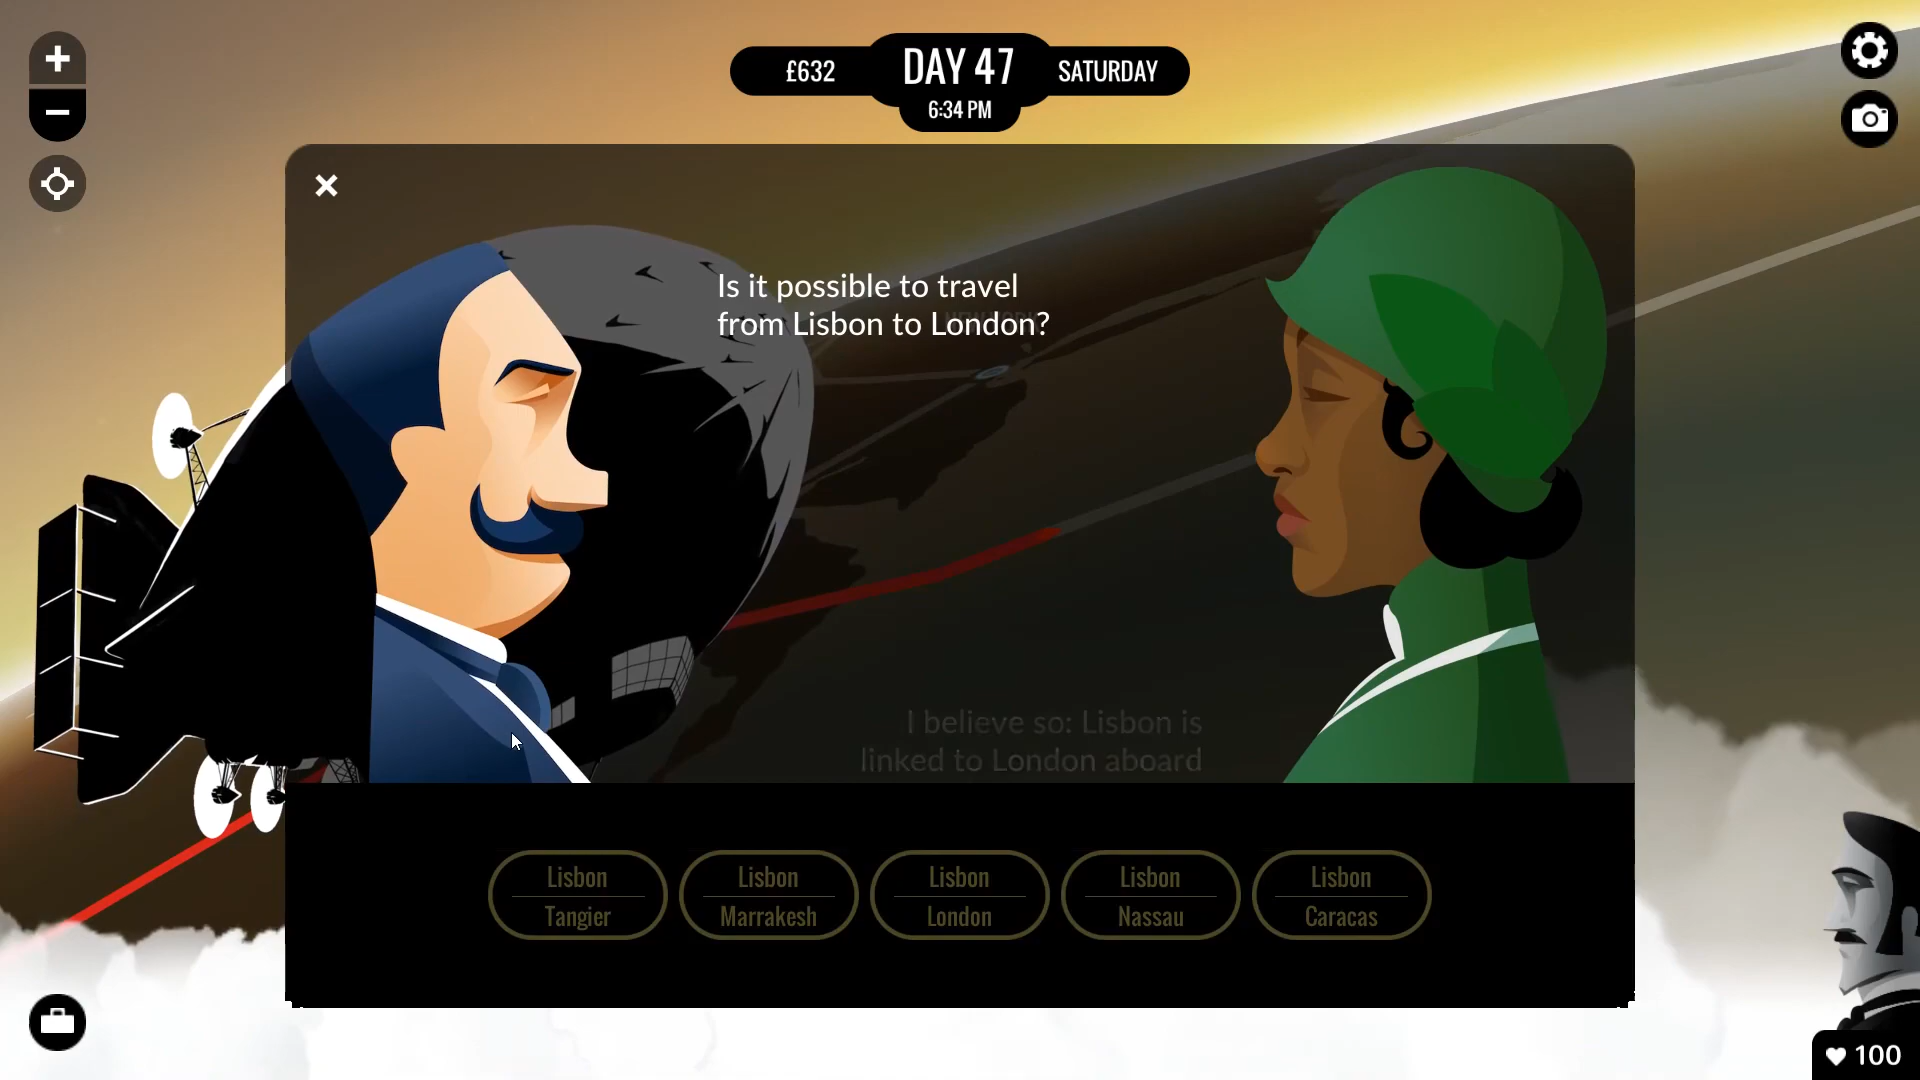 £632
DAY 47
SATURDAY
6:34 PM
Is it possible to travel
from Lisbon to London?
I believe so: Lisbon is
linked to London aboard
Lisbon
Tangier
Lisbon
Marrakesh
Lisbon
London
Lisbon
Nassau
Lisbon
Caracas
100